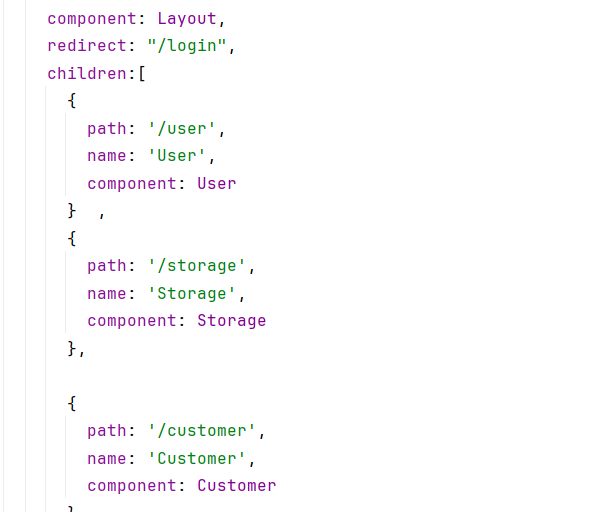 component: Layout,
redirect: "/login",
children:[
{
path: '/user',
name: 'User',
component: User
}  ,
{
path: '/storage',
name: 'Storage',
component: Storage
},
{
path: '/customer',
name: 'Customer',
component: Customer
}